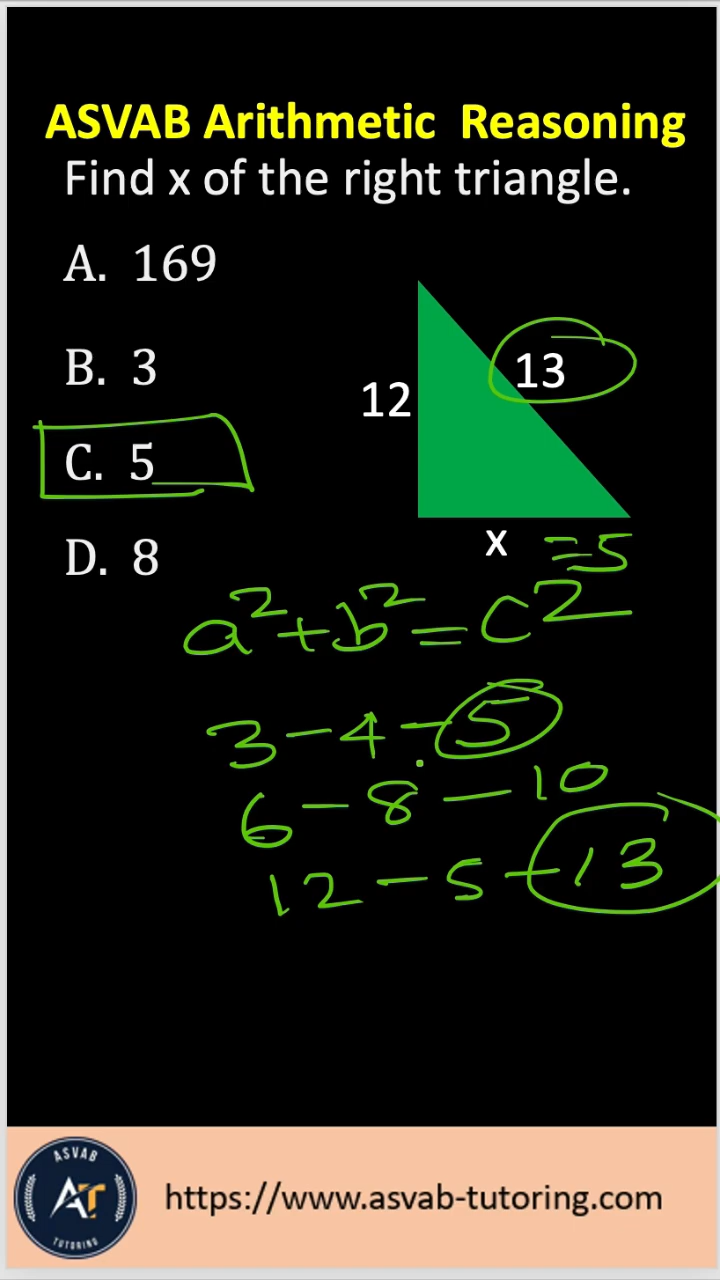 ASVAB Arithmetic Reasoning
Find x of the right triangle.
A. 169
B. 3
C. 5
D. 8
12
13
x =5
a²+b²=c²
3-4-5
6-8-10
12-5-13
ASVAB
AT
TUTORING
https://www.asvab-tutoring.com